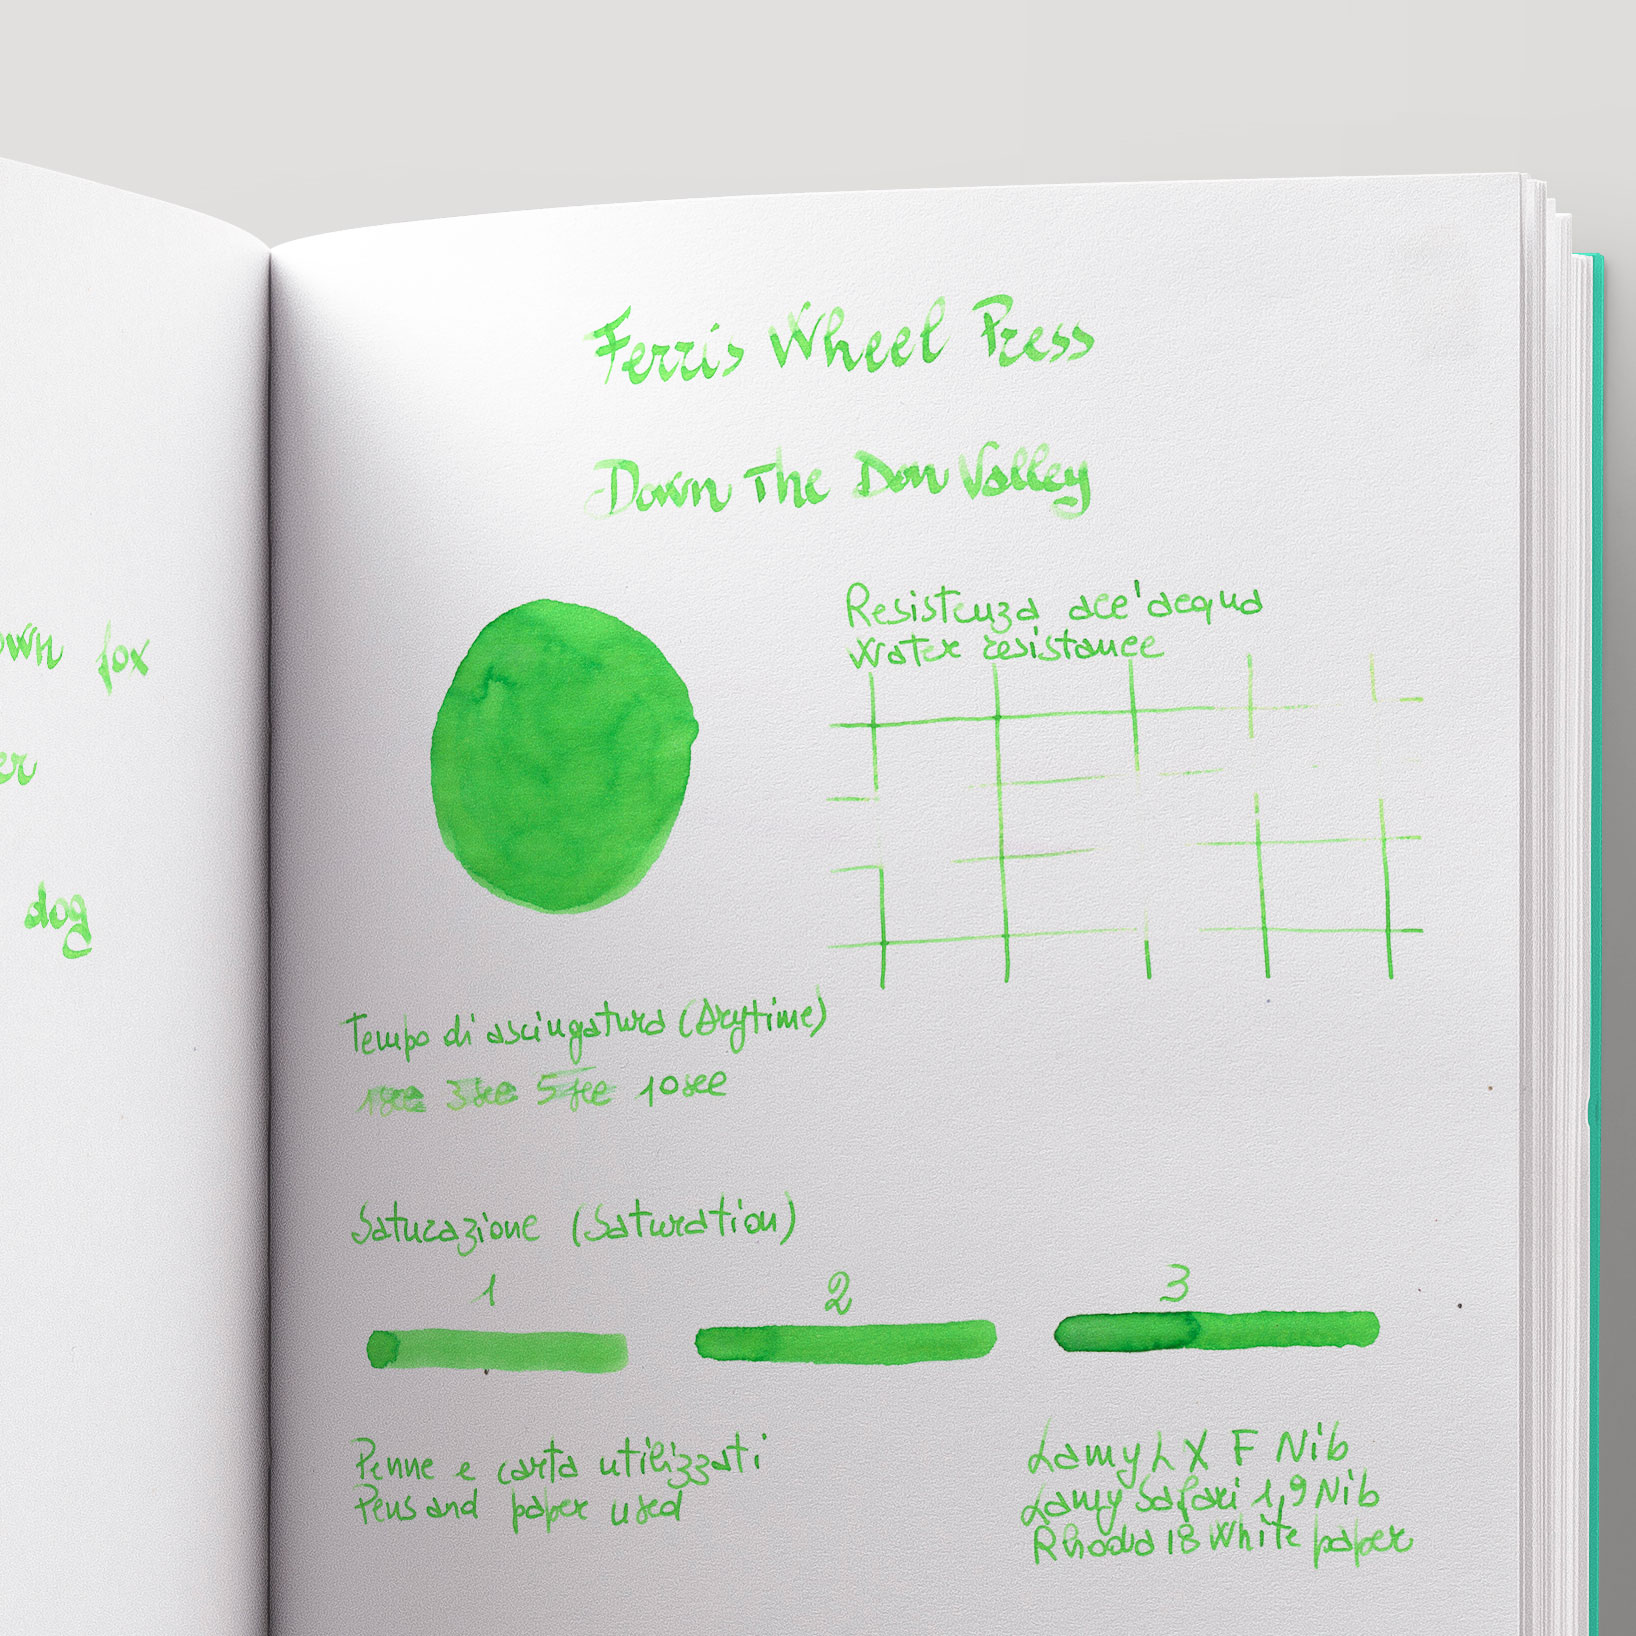 own fox
er
dog
Ferris Wheel Press
Down The Don Valley
Resistenza all'acqua
Water resistance
Tempo di asciugatura (Drytime)
1sec 3sec 5sec 10sec
Saturazione (Saturation)
1 2 3
Penne e carta utilizzati
Pens and paper used
Lamy LX F Nib
Lamy Safari 1,9 Nib
Rhodia 18 White paper